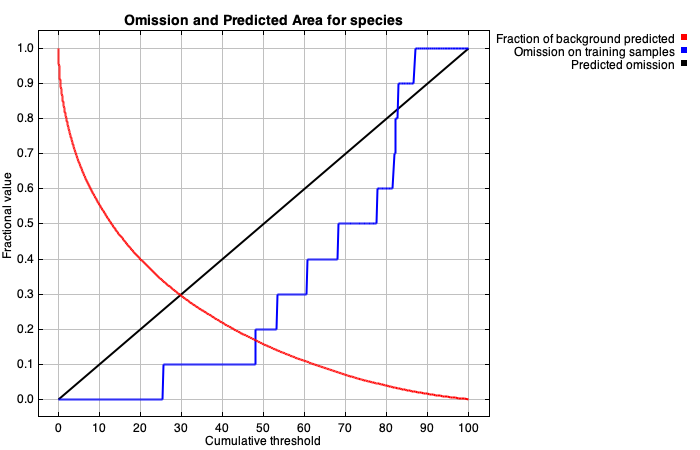 Omission and Predicted Area for species
Fraction of background predicted
Omission on training samples
Predicted omission
Fractional value
1.0
0.9
0.8
0.7
0.6
0.5
0.4
0.3
0.2
0.1
0.0
0 10 20 30 40 50 60 70 80 90 100
Cumulative threshold